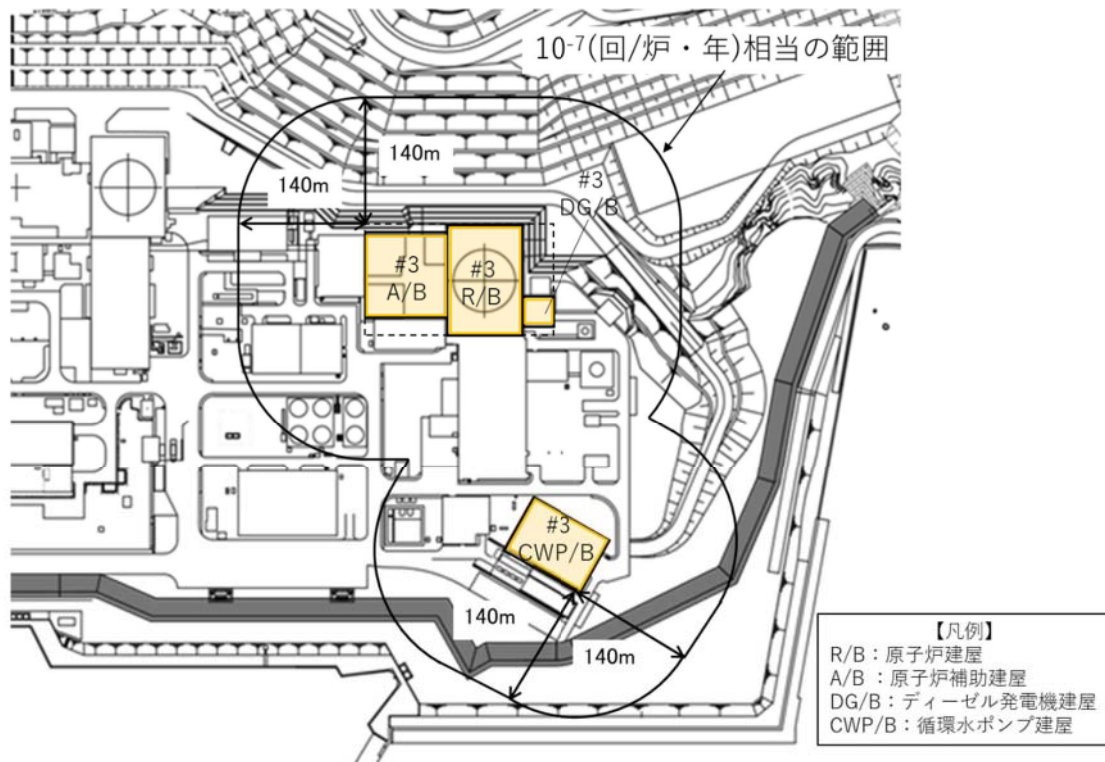 10⁻⁷(回/炉・年)相当の範囲
140m
140m
#3
DG/B
#3
A/B
#3
R/B
#3
CWP/B
140m
140m
【凡例】
R/B：原子炉建屋
A/B：原子炉補助建屋
DG/B：ディーゼル発電機建屋
CWP/B：循環水ポンプ建屋